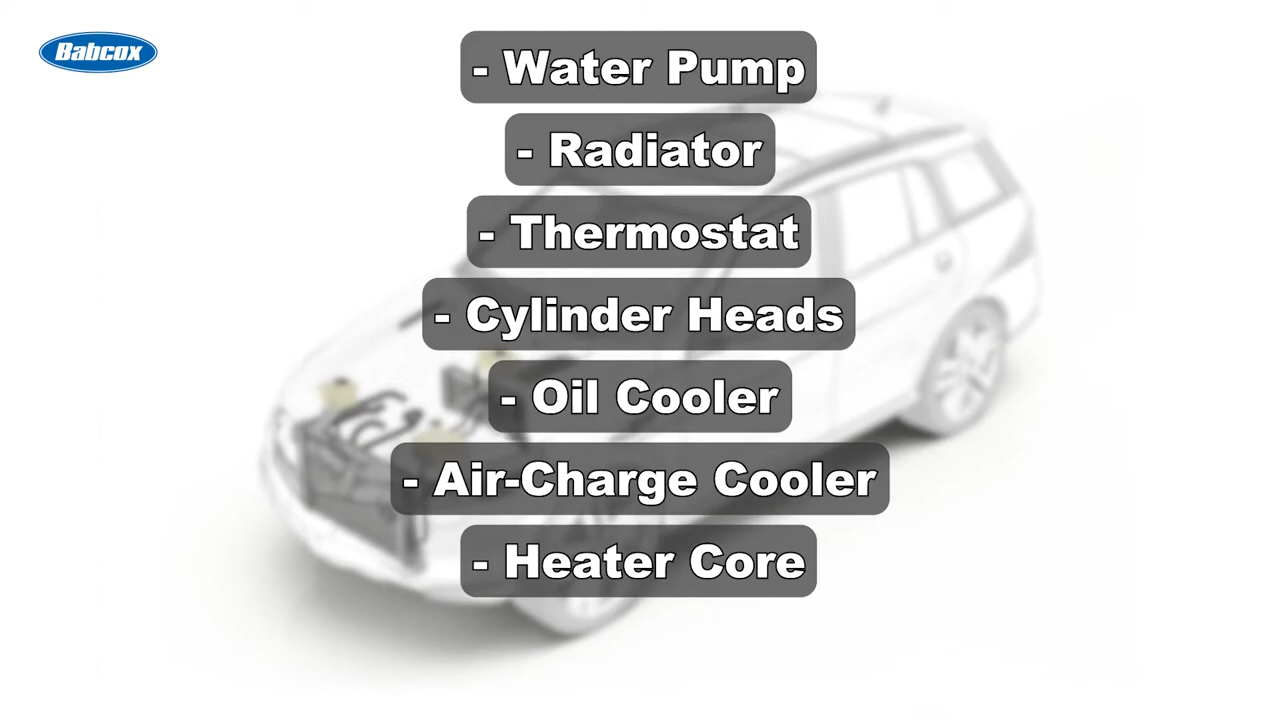 Babcox
- Water Pump
- Radiator
- Thermostat
- Cylinder Heads
- Oil Cooler
- Air-Charge Cooler
- Heater Core